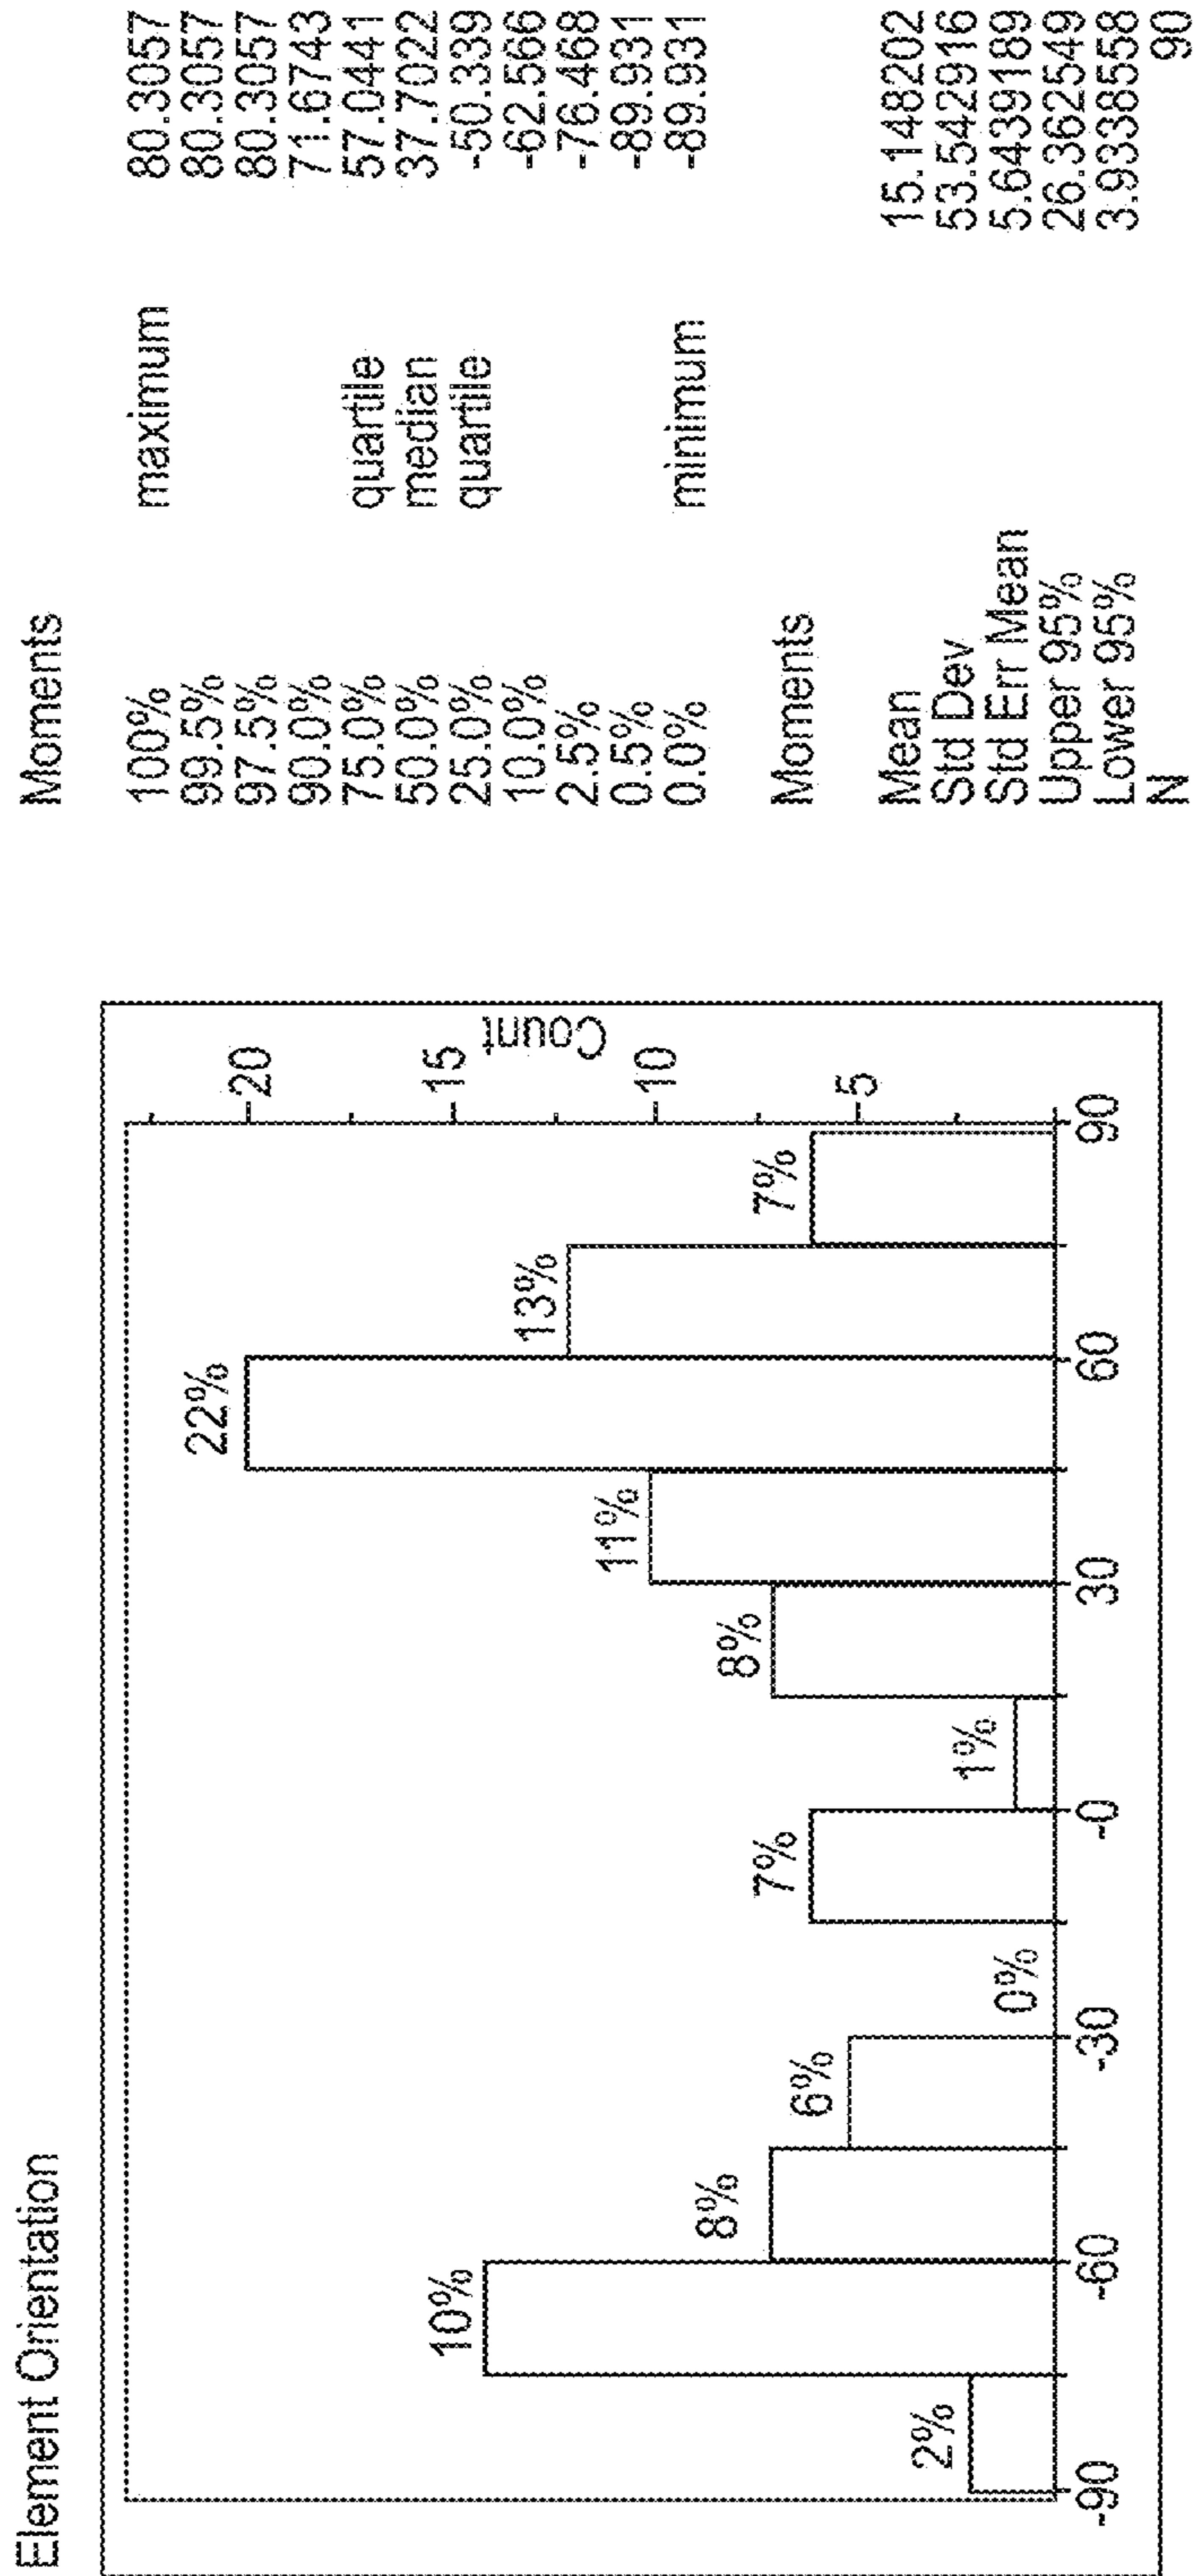 Element Orientation
2%
10%
8%
6%
0%
7%
1%
8%
11%
22%
13%
7%
20
15
10
5
Count
-90
-60
-30
-0
30
60
90
Moments
100% maximum 80.3057
99.5% 80.3057
97.5% 80.3057
90.0% 71.6743
75.0% quartile 57.0441
50.0% median 37.7022
25.0% quartile -50.339
10.0% -62.566
2.5% -76.468
0.5% -89.931
0.0% minimum -89.931
Moments
Mean 15.148202
Std Dev 53.542916
Std Err Mean 5.6439189
Upper 95% 26.362549
Lower 95% 3.9338558
N 90